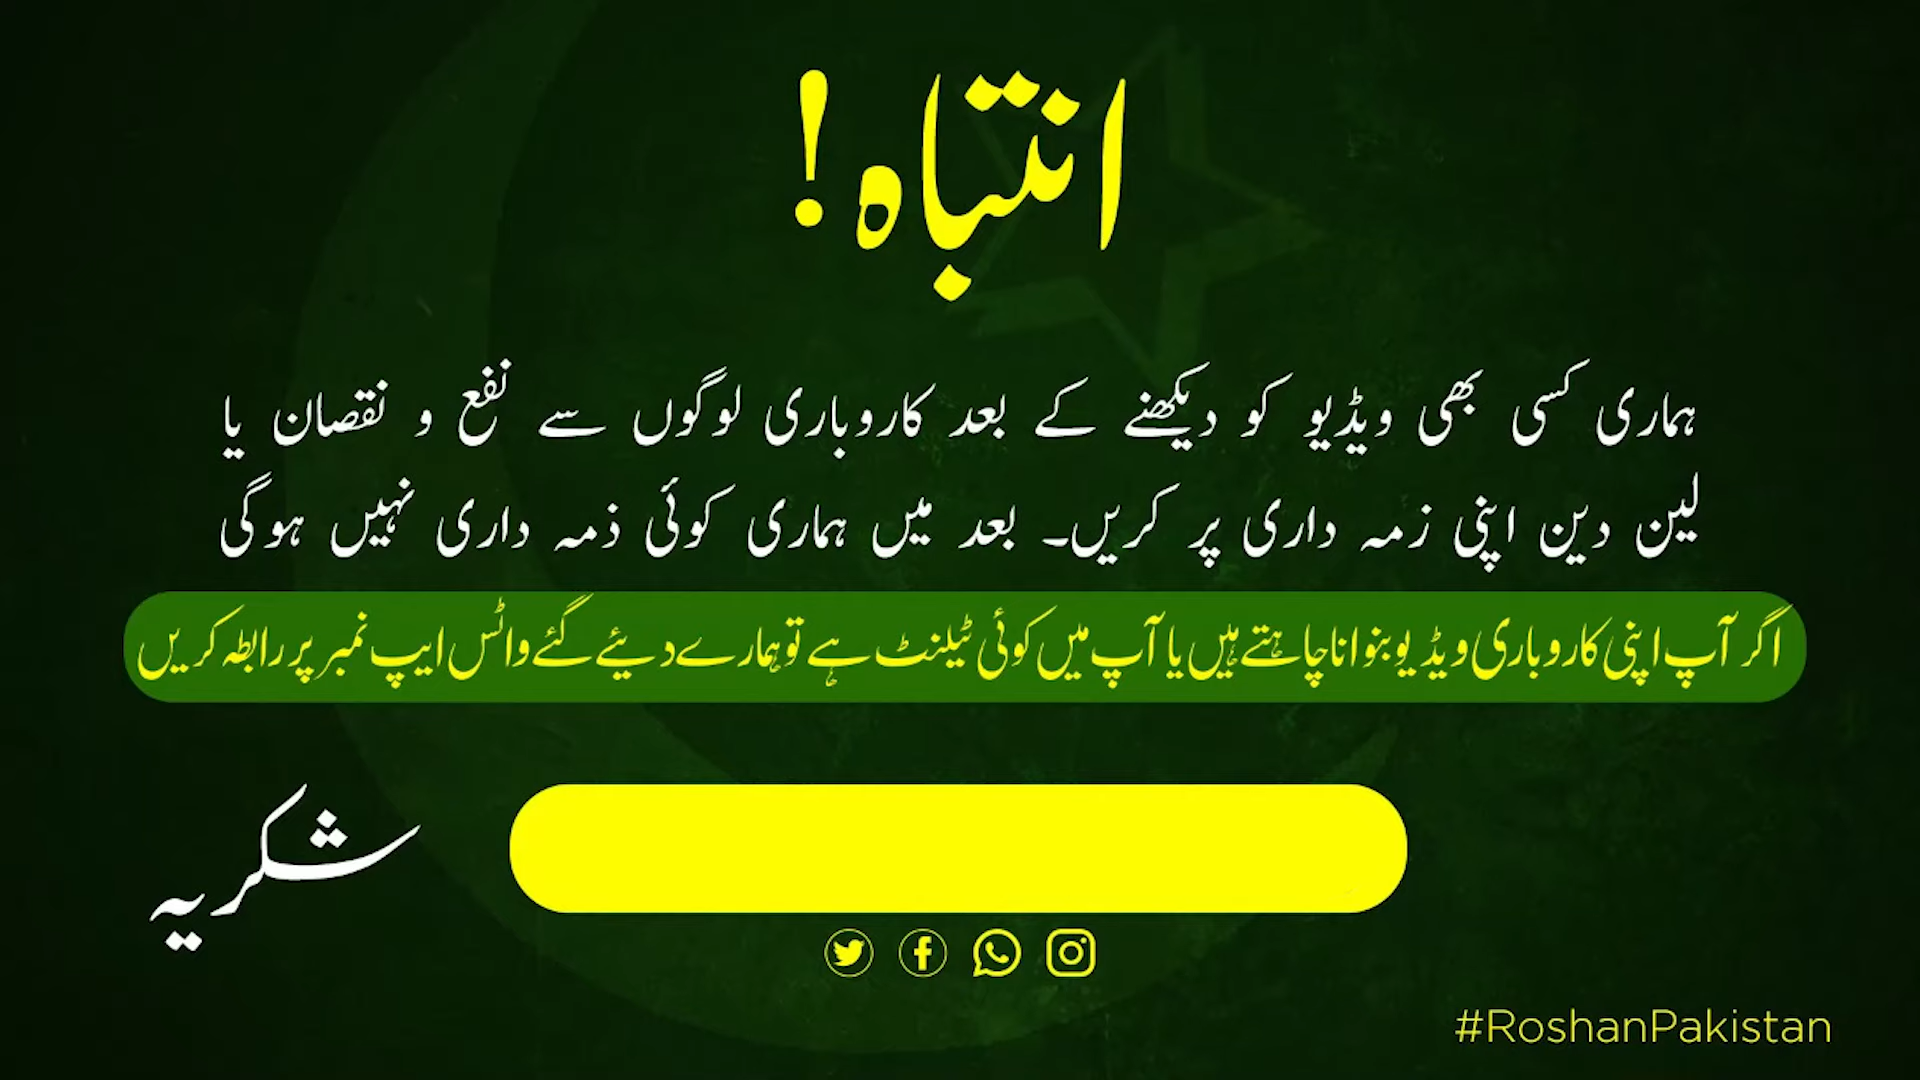 انتباہ!
ہماری کسی بھی ویڈیو کو دیکھنے کے بعد کاروباری لوگوں سے نفع و نقصان یا
لین دین اپنی زمہ داری پر کریں۔ بعد میں ہماری کوئی ذمہ داری نہیں ہوگی
اگر آپ اپنی کاروباری ویڈیو بنوانا چاہتے ہیں یا آپ میں کوئی ٹیلنٹ ہے تو ہمارے دیئے گئے واٹس ایپ نمبر پر رابطہ کریں
شکریہ
#RoshanPakistan